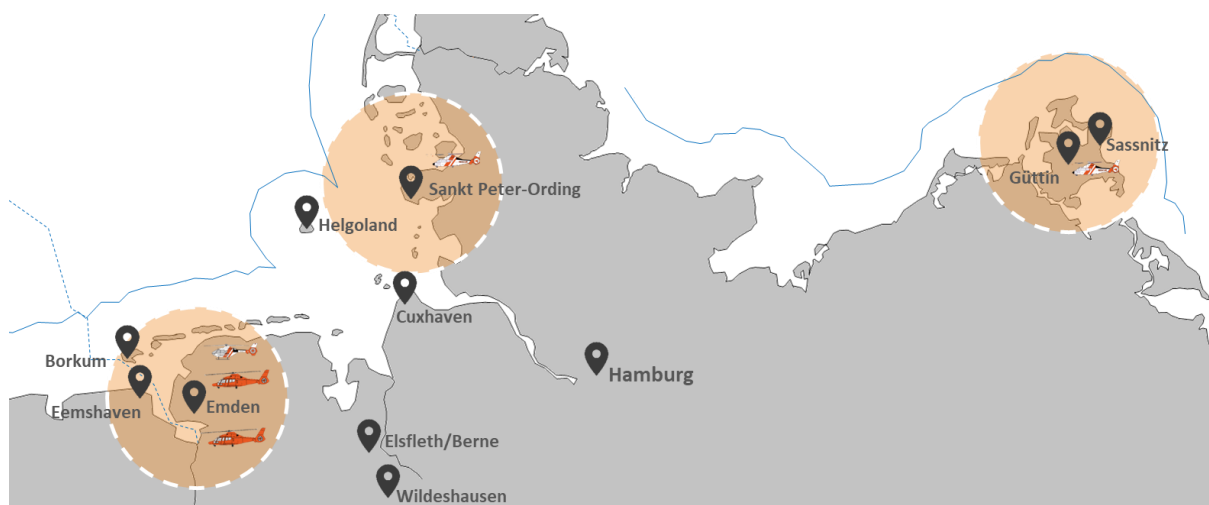 Sassnitz
Güttin
Sankt Peter-Ording
Helgoland
Cuxhaven
Borkum
Hamburg
Eemshaven
Emden
Elsfleth/Berne
Wildeshausen